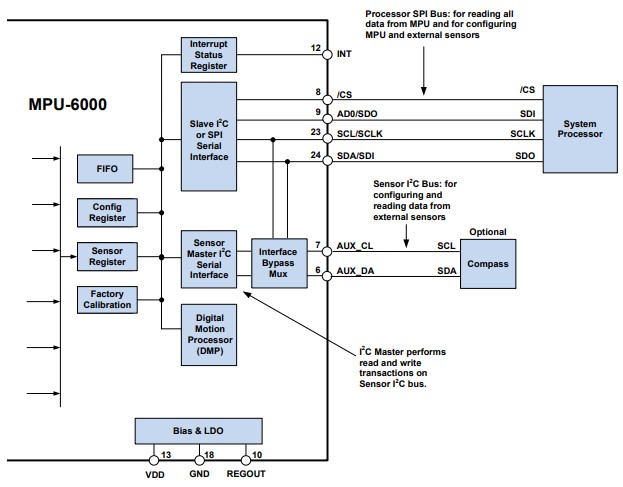 Processor SPI Bus: for reading all
data from MPU and for configuring
MPU and external sensors
MPU-6000
Interrupt
Status
Register
12
INT
Slave I²C
or SPI
Serial
Interface
8
/CS
/CS
9
AD0/SDO
SDI
23
SCL/SCLK
SCLK
24
SDA/SDI
SDO
System
Processor
FIFO
Config
Register
Sensor
Register
Factory
Calibration
Sensor I²C Bus: for
configuring and
reading data from
external sensors
Sensor
Master I²C
Serial
Interface
Interface
Bypass
Mux
7
AUX_CL
SCL
6
AUX_DA
SDA
Optional
Compass
Digital
Motion
Processor
(DMP)
I²C Master performs
read and write
transactions on
Sensor I²C bus.
Bias & LDO
13
18
10
VDD
GND
REGOUT